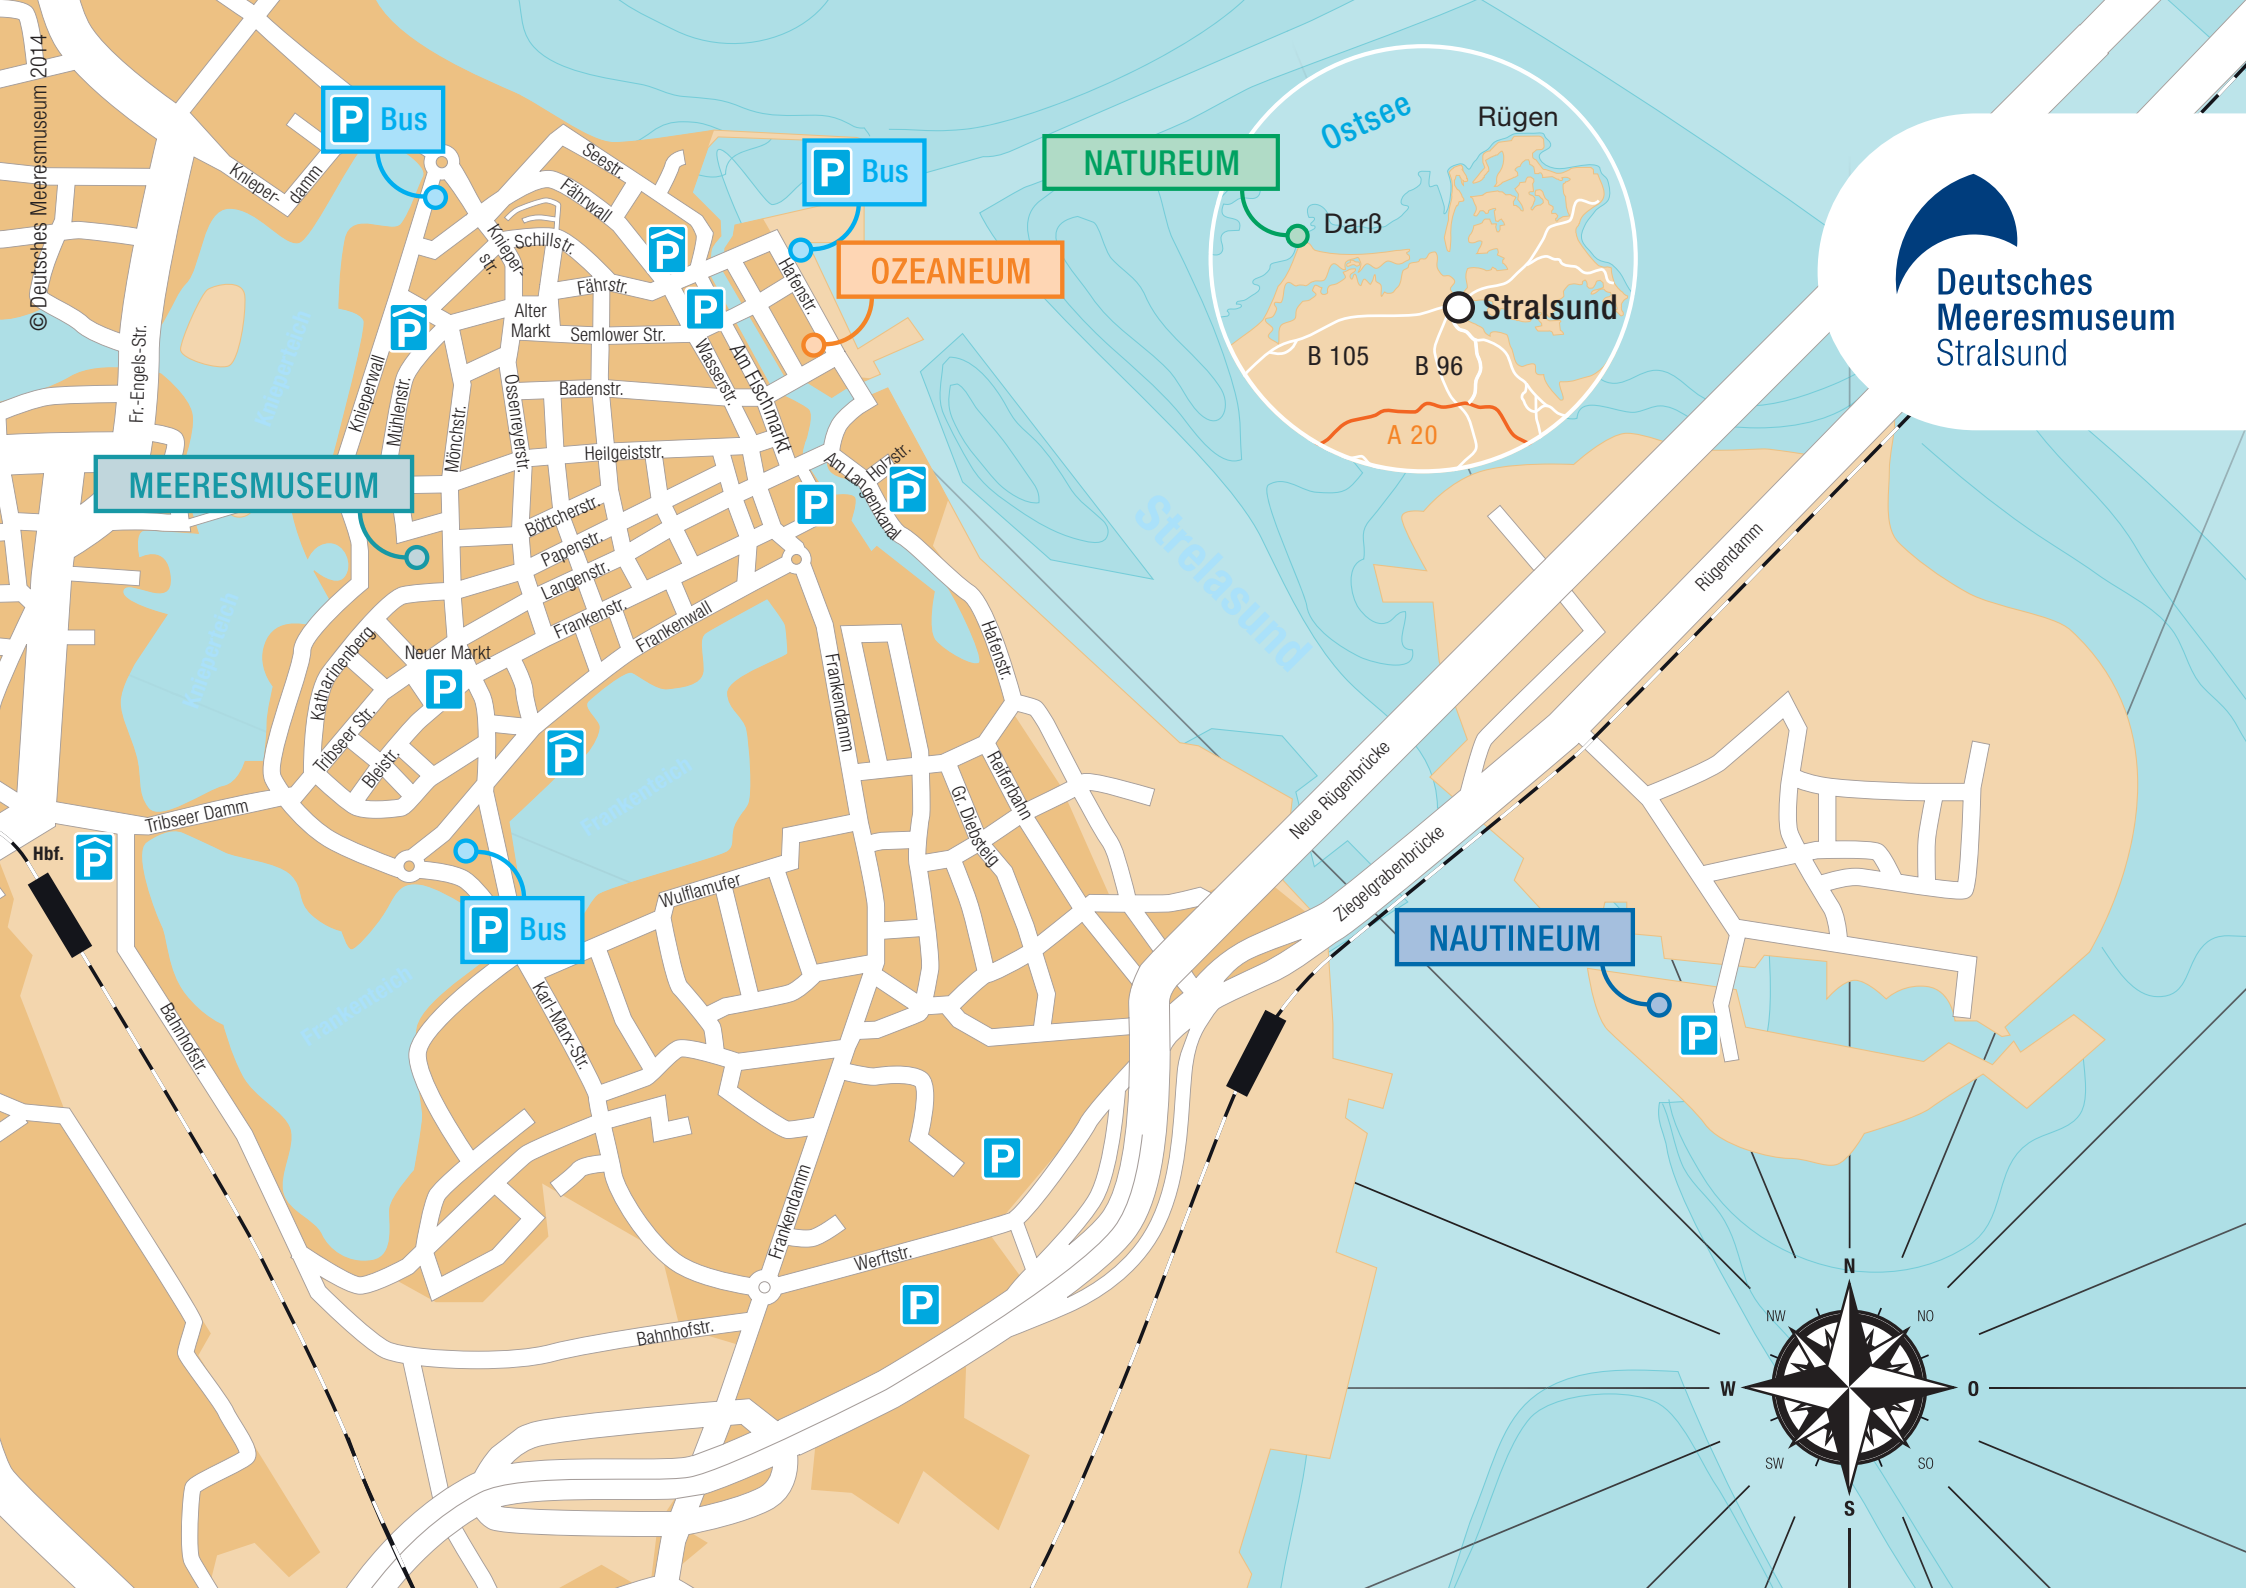 © Deutsches Meeresmuseum 2014
P Bus
P Bus
NATUREUM
OZEANEUM
Ostsee
Rügen
Darß
Stralsund
B 105
B 96
A 20
Deutsches
Meeresmuseum
Stralsund
Knieper-
damm
Seestr.
Fährwall
Knieper-
str.
Schillstr.
P
Fährstr.
Hafenstr.
P
P
Alter
Markt
Semlower Str.
Wasserstr.
Am Fischmarkt
Fr.-Engels-Str.
Knieperwall
Mühlenstr.
Mönchstr.
Ossenreyerstr.
Badenstr.
Heilgeiststr.
Holzstr.
Am Langenkanal
P
P
MEERESMUSEUM
Böttcherstr.
Papenstr.
Langenstr.
Frankenstr.
Frankenwall
Strelasund
Rügendamm
Neuer Markt
P
Katharinenberg
Tribseer Str.
Bleistr.
P
Frankendamm
Hafenstr.
Reiferbahn
Gr. Diebsteig
Neue Rügenbrücke
Ziegelgrabenbrücke
Tribseer Damm
Hbf.
P
Wulflamufer
P Bus
NAUTINEUM
P
Karl-Marx-Str.
Bahnhofstr.
P
Frankendamm
Werftstr.
P
Bahnhofstr.
N
NW
NO
W
O
SW
SO
S